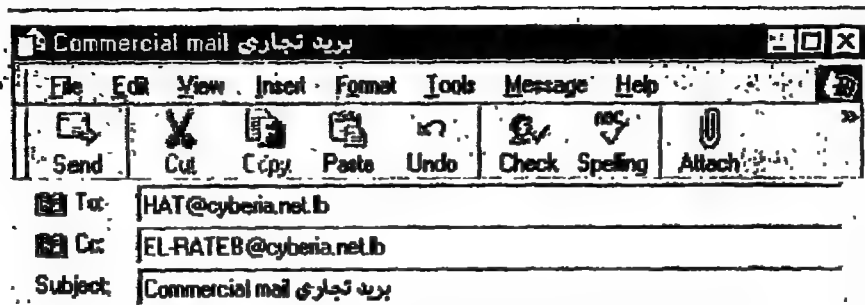 Commercial mail بريد تجاري
File Edit View Insert Format Tools Message Help
Send Cut Copy Paste Undo Check Spelling Attach
To: HAT@cyberia.net.lb
Cc: EL-RATEB@cyberia.net.lb
Subject: Commercial mail بريد تجاري